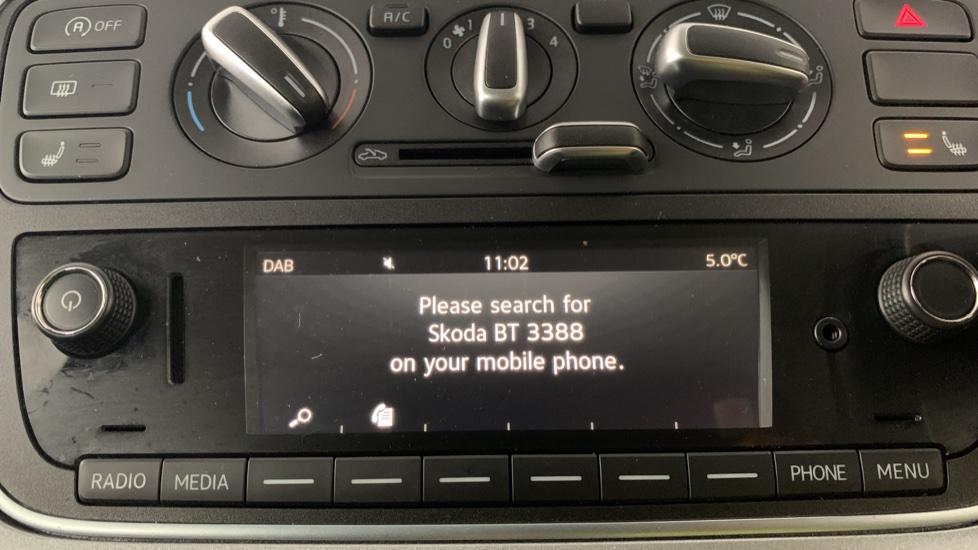 (A) OFF
°F
A/C
0 1 3 4
DAB 11:02 5.0°C
Please search for
Skoda BT 3388
on your mobile phone.
RADIO MEDIA PHONE MENU